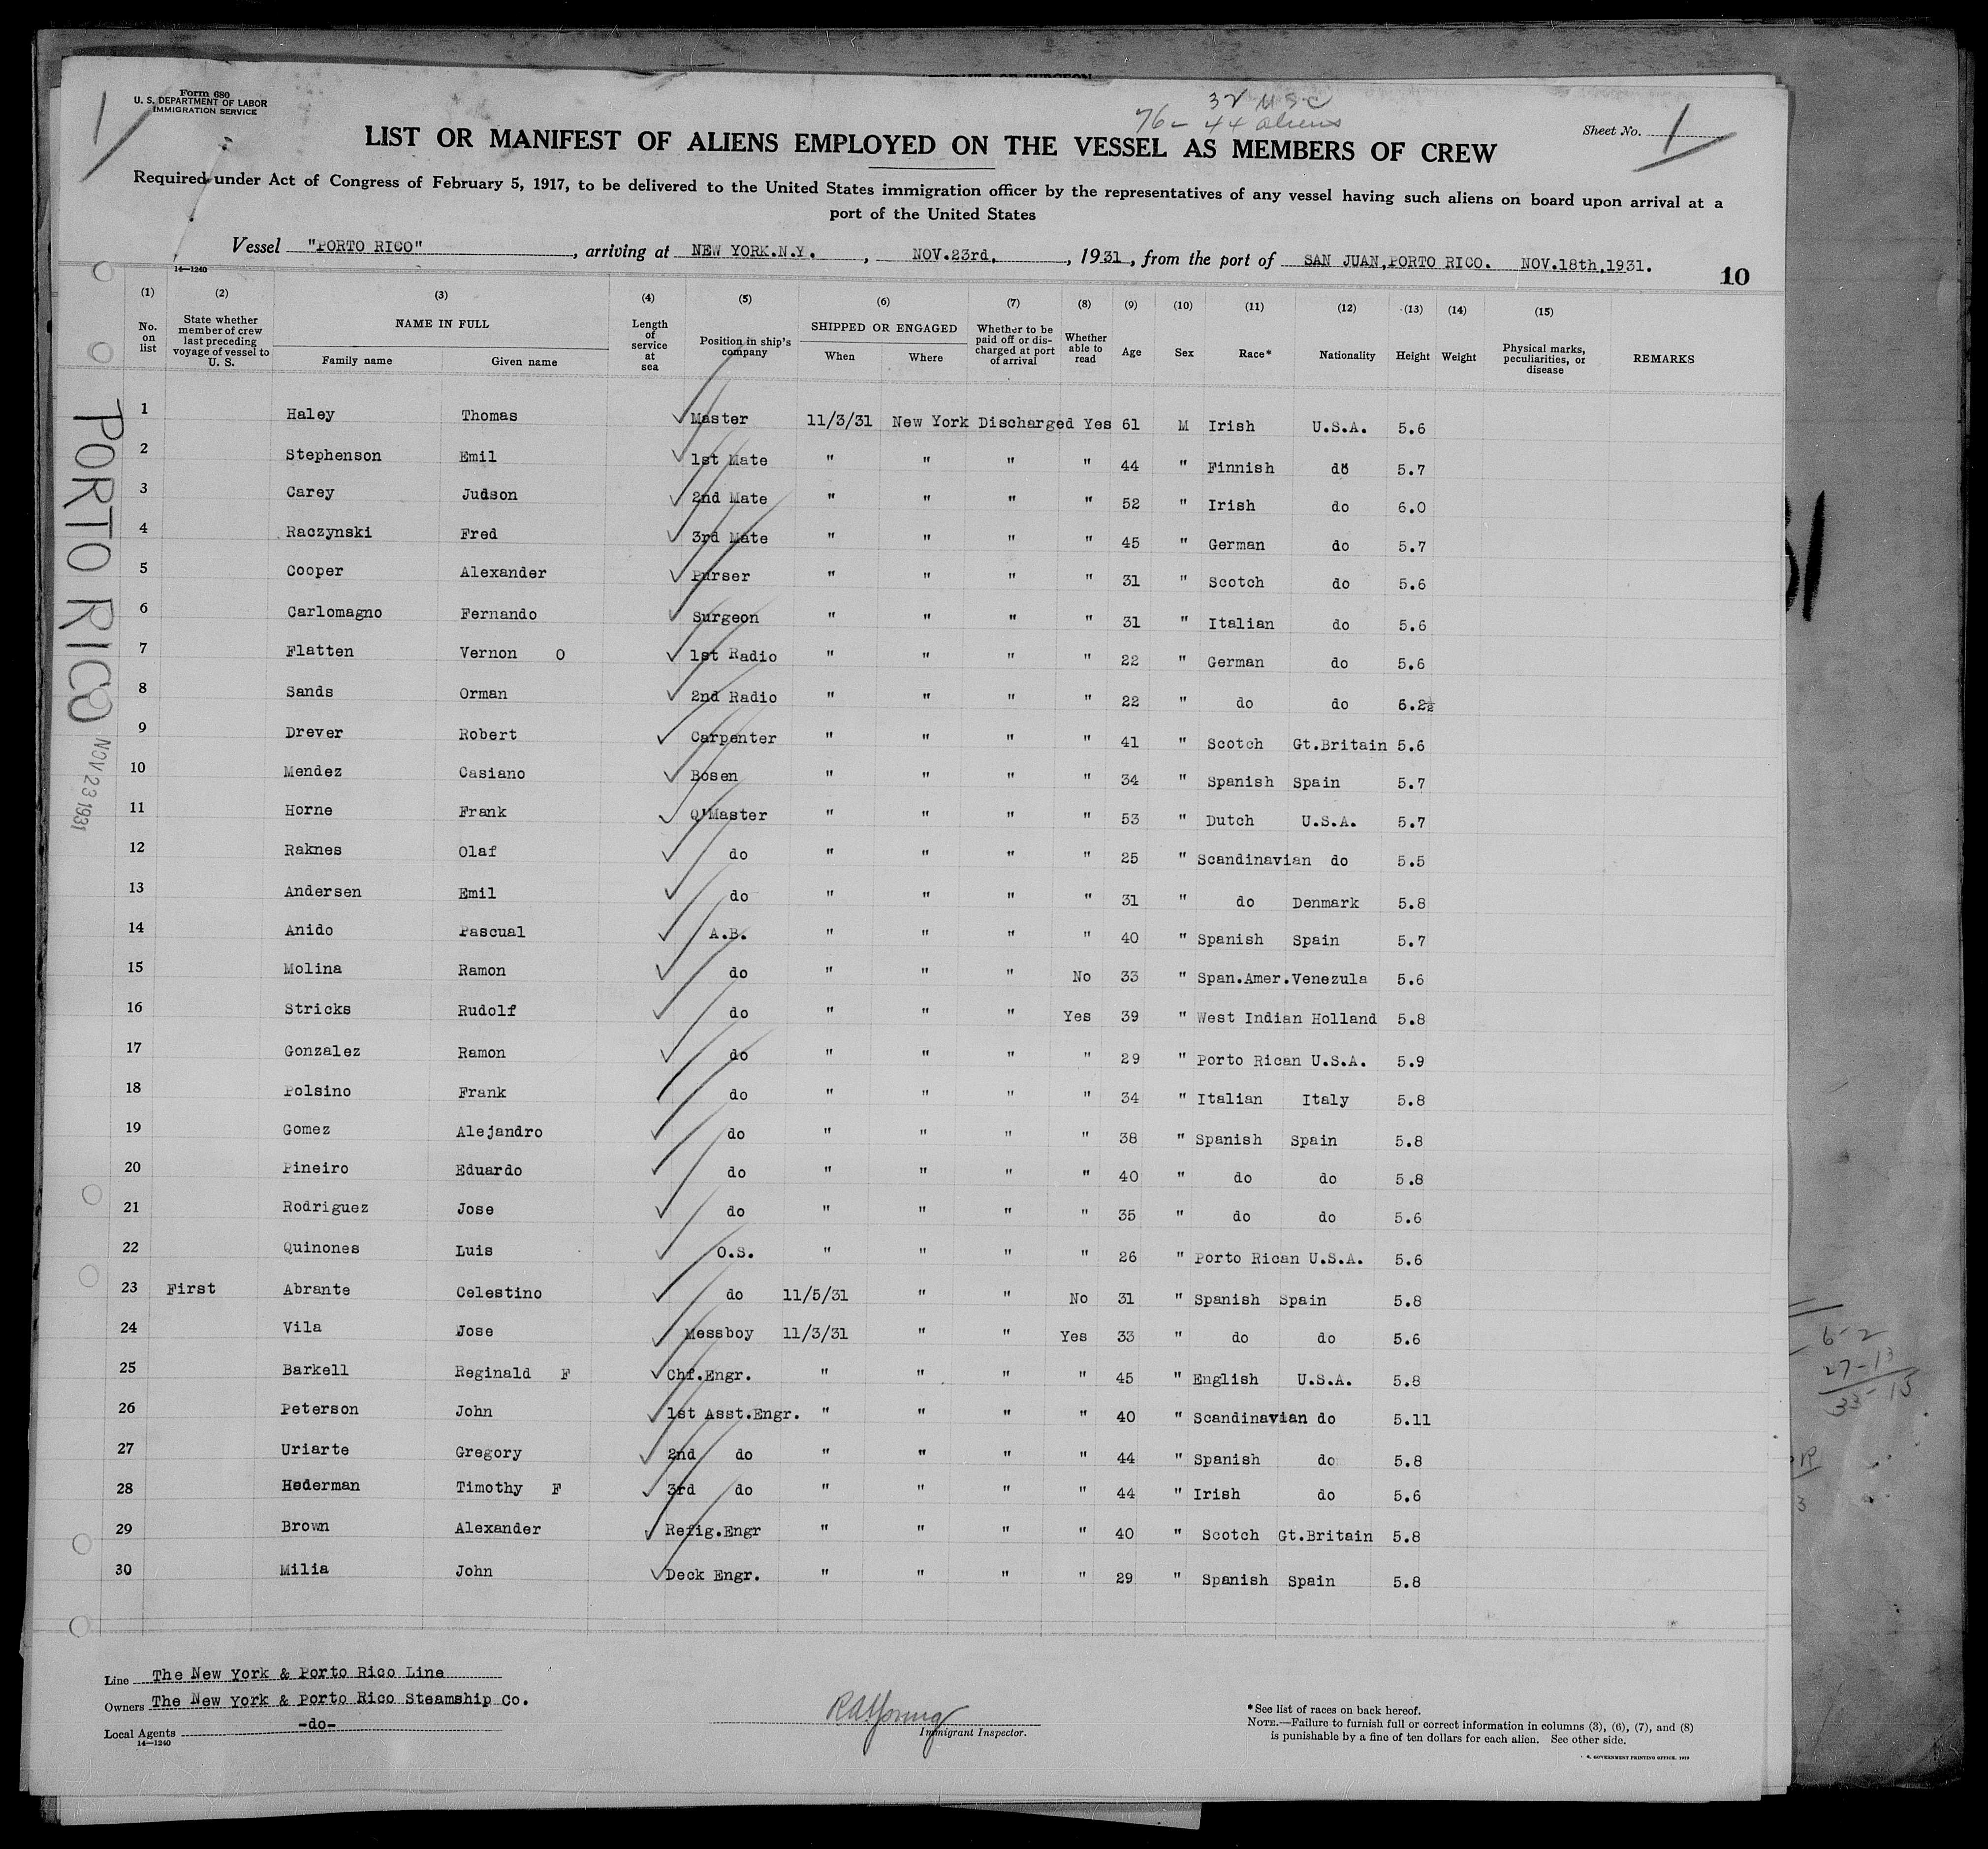 Form 680
U. S. DEPARTMENT OF LABOR
IMMIGRATION SERVICE
32 U S C
76 - 44 aliens
Sheet No. 1
LIST OR MANIFEST OF ALIENS EMPLOYED ON THE VESSEL AS MEMBERS OF CREW
Required under Act of Congress of February 5, 1917, to be delivered to the United States immigration officer by the representatives of any vessel having such aliens on board upon arrival at a
port of the United States
Vessel "PORTO RICO", arriving at NEW YORK.N.Y., NOV.23rd., 1931, from the port of SAN JUAN,PORTO RICO. NOV.18th,1931.
14—1240
10
(1) (2) (3) (4) (5) (6) (7) (8) (9) (10) (11) (12) (13) (14) (15)
No. on list State whether member of crew last preceding voyage of vessel to U. S. NAME IN FULL Family name Given name Length of service at sea Position in ship's company SHIPPED OR ENGAGED When Where Whether to be paid off or discharged at port of arrival Whether able to read Age Sex Race* Nationality Height Weight Physical marks, peculiarities, or disease REMARKS
1 Haley Thomas Master 11/3/31 New York Discharged Yes 61 M Irish U.S.A. 5.6
2 Stephenson Emil 1st Mate " " " " 44 " Finnish do 5.7
3 Carey Judson 2nd Mate " " " " 52 " Irish do 6.0
4 Raczynski Fred 3rd Mate " " " " 45 " German do 5.7
5 Cooper Alexander Purser " " " " 31 " Scotch do 5.6
6 Carlomagno Fernando Surgeon " " " " 31 " Italian do 5.6
7 Flatten Vernon O 1st Radio " " " " 22 " German do 5.6
8 Sands Orman 2nd Radio " " " " 22 " do do 5.2½
9 Drever Robert Carpenter " " " " 41 " Scotch Gt.Britain 5.6
10 Mendez Casiano Bosen " " " " 34 " Spanish Spain 5.7
11 Horne Frank Q'Master " " " " 53 " Dutch U.S.A. 5.7
12 Raknes Olaf do " " " " 25 " Scandinavian do 5.5
13 Andersen Emil do " " " " 31 " do Denmark 5.8
14 Anido Pascual A.B. " " " " 40 " Spanish Spain 5.7
15 Molina Ramon do " " " No 33 " Span.Amer.Venezula 5.6
16 Stricks Rudolf do " " " Yes 39 " West Indian Holland 5.8
17 Gonzalez Ramon do " " " " 29 " Porto Rican U.S.A. 5.9
18 Polsino Frank do " " " " 34 " Italian Italy 5.8
19 Gomez Alejandro do " " " " 38 " Spanish Spain 5.8
20 Pineiro Eduardo do " " " " 40 " do do 5.8
21 Rodriguez Jose do " " " " 35 " do do 5.6
22 Quinones Luis O.S. " " " " 26 " Porto Rican U.S.A. 5.6
23 First Abrante Celestino do 11/5/31 " " No 31 " Spanish Spain 5.8
24 Vila Jose Messboy 11/3/31 " " Yes 33 " do do 5.6
25 Barkell Reginald F Chf.Engr. " " " " 45 " English U.S.A. 5.8
26 Peterson John 1st Asst.Engr. " " " " 40 " Scandinavian do 5.11
27 Uriarte Gregory 2nd do " " " " 44 " Spanish do 5.8
28 Hederman Timothy F 3rd do " " " " 44 " Irish do 5.6
29 Brown Alexander Refig.Engr " " " " 40 " Scotch Gt.Britain 5.8
30 Milia John Deck Engr. " " " " 29 " Spanish Spain 5.8
PORTO RICO
NOV 23 1931
Line The New York & Porto Rico Line
Owners The New York & Porto Rico Steamship Co.
Local Agents -do-
14—1240
Immigrant Inspector.
*See list of races on back hereof.
NOTE.—Failure to furnish full or correct information in columns (3), (6), (7), and (8)
is punishable by a fine of ten dollars for each alien. See other side.
6-2
27-13
33-15